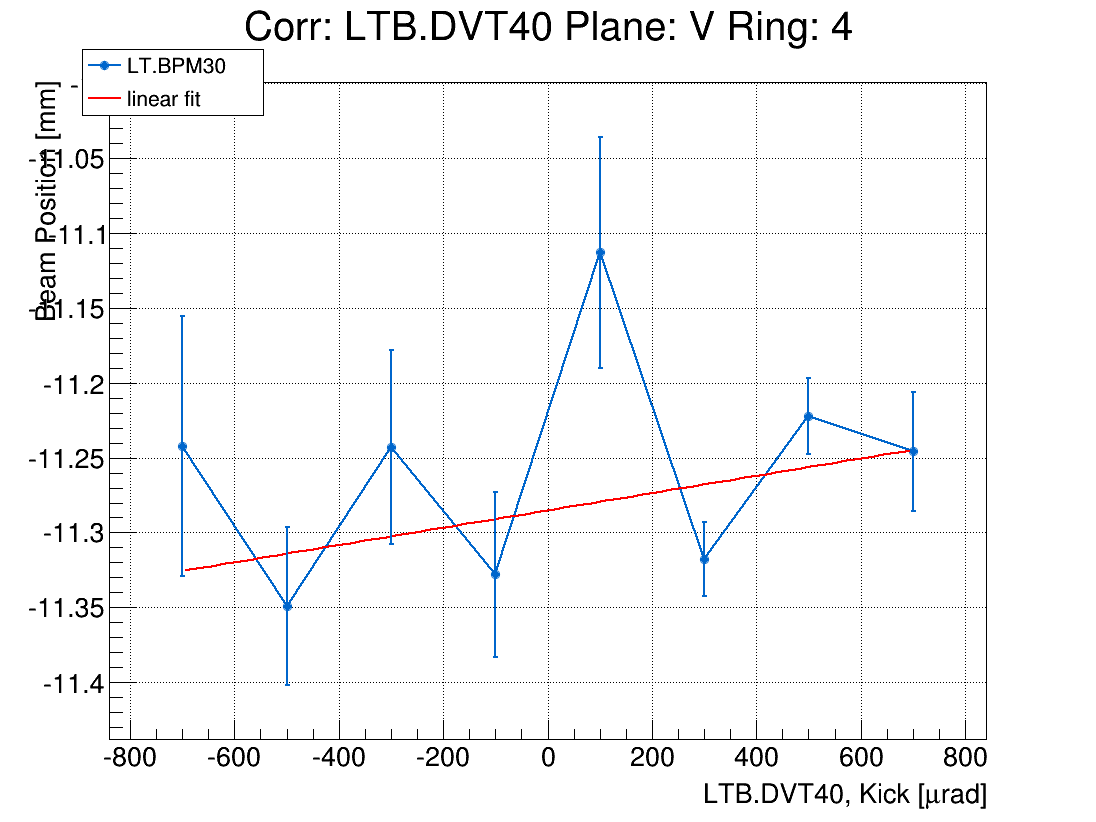 Corr: LTB.DVT40 Plane: V Ring: 4
LT.BPM30
linear fit
Beam Position [mm]
-11.05
-11.1
-11.15
-11.2
-11.25
-11.3
-11.35
-11.4
-800 -600 -400 -200 0 200 400 600 800
LTB.DVT40, Kick [μrad]